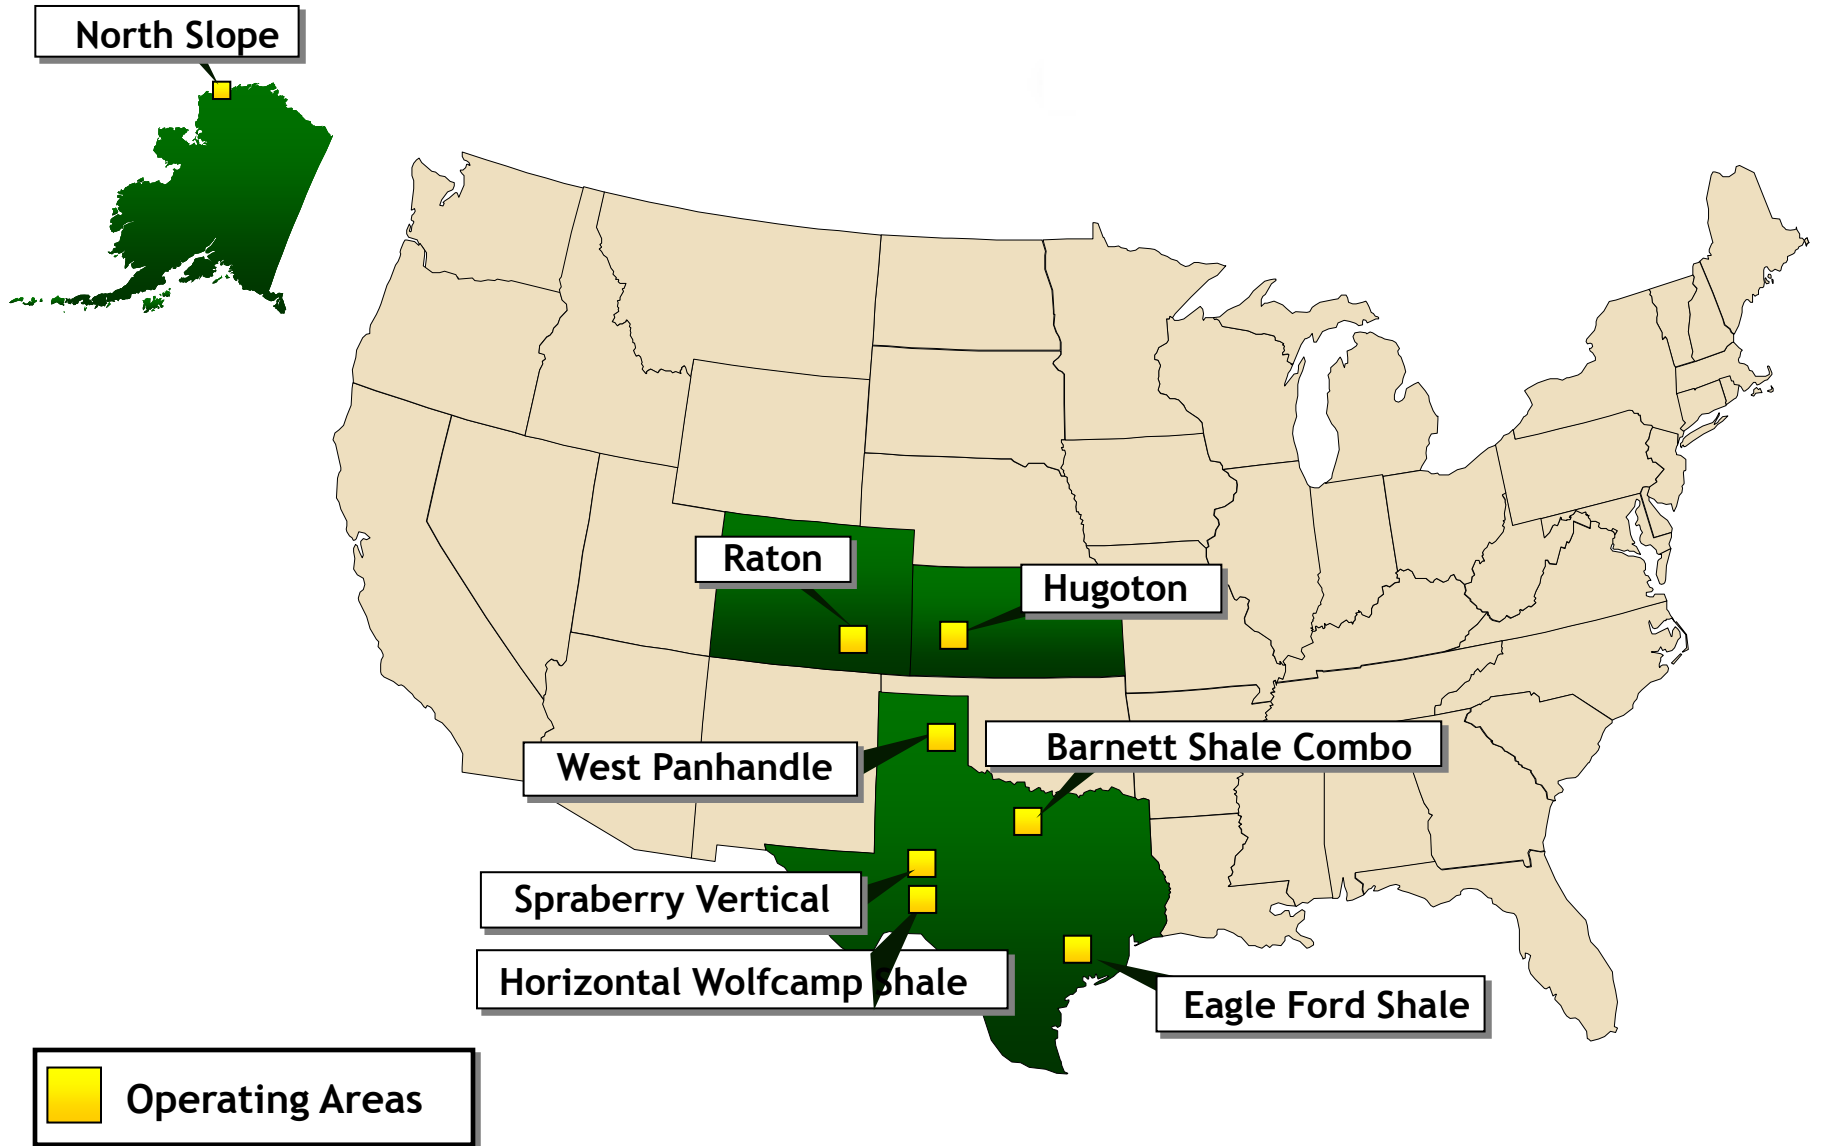 North Slope
Raton
Hugoton
Barnett Shale Combo
West Panhandle
Spraberry Vertical
Horizontal Wolfcamp Shale
Eagle Ford Shale
Operating Areas